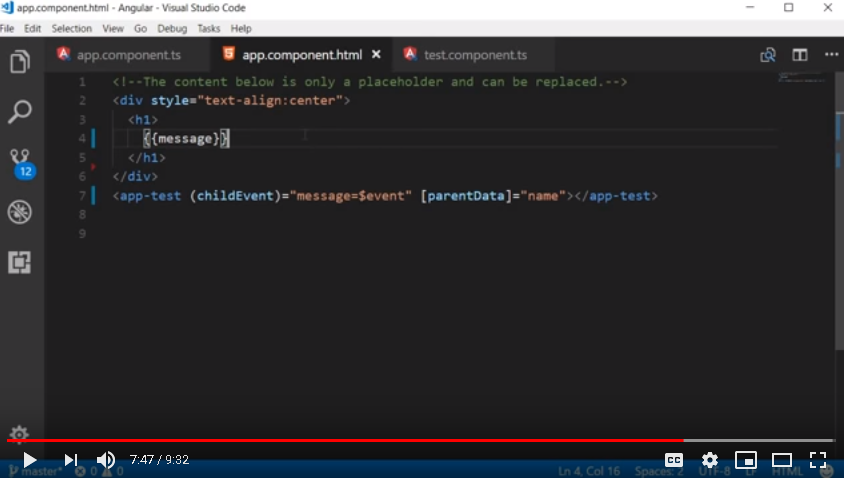 app.component.html - Angular - Visual Studio Code
File Edit Selection View Go Debug Tasks Help
app.component.ts app.component.html test.component.ts
1 <!--The content below is only a placeholder and can be replaced.-->
2 <div style="text-align:center">
3 <h1>
4 {{message}}
5 </h1>
6 </div>
7 <app-test (childEvent)="message=$event" [parentData]="name"></app-test>
8
9
12
7:47 / 9:32
CC
master* 0 0 Ln 4, Col 16 Spaces: 2 UTF-8 LF HTML